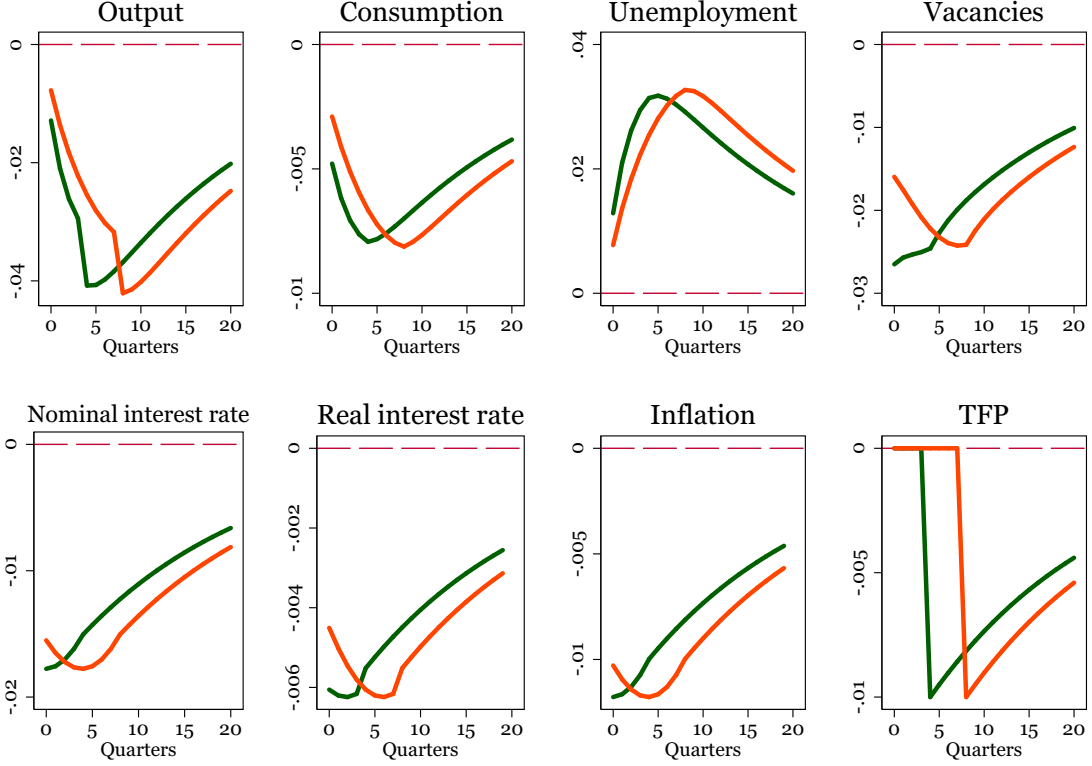 Output Consumption Unemployment Vacancies
0 -.02 -.04
0 -.005 -.01
.04 .02 0
0 -.01 -.02 -.03
0 5 10 15 20 0 5 10 15 20 0 5 10 15 20 0 5 10 15 20
Quarters Quarters Quarters Quarters
Nominal interest rate Real interest rate Inflation TFP
0 -.01 -.02
0 -.002 -.004 -.006
0 -.005 -.01
0 -.005 -.01
0 5 10 15 20 0 5 10 15 20 0 5 10 15 20 0 5 10 15 20
Quarters Quarters Quarters Quarters